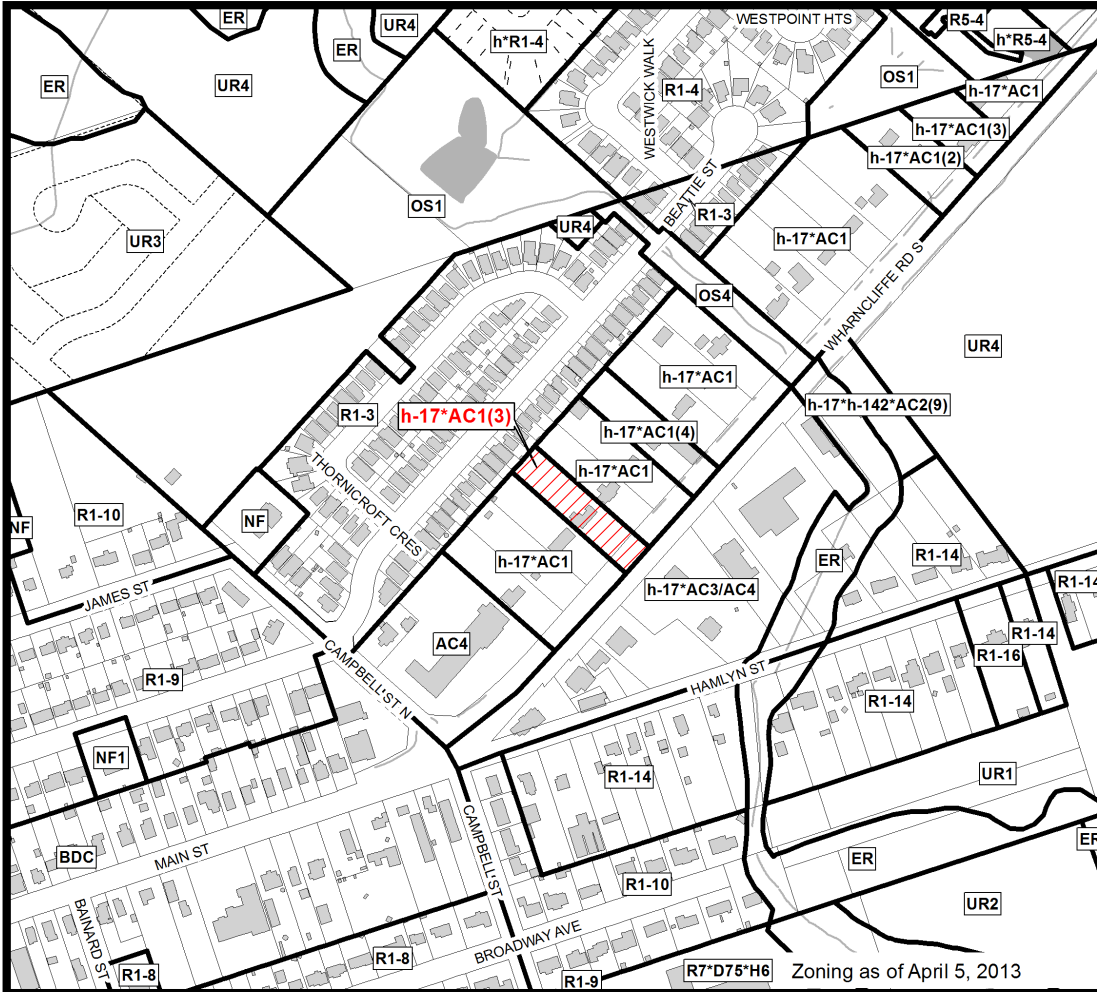 ER
UR4
WESTPOINT HTS
R5-4
ER
h*R1-4
h*R5-4
ER
UR4
OS1
R1-4
h-17*AC1
WESTWICK WALK
h-17*AC1(3)
h-17*AC1(2)
BEATTIE ST
OS1
R1-3
UR4
UR3
h-17*AC1
WHARNCLIFFE RD S
OS4
UR4
h-17*AC1
h-17*h-142*AC2(9)
R1-3
h-17*AC1(3)
h-17*AC1(4)
h-17*AC1
THORNICROFT CRES
R1-10
NF
NF
h-17*AC1
ER
R1-14
h-17*AC3/AC4
R1-14
JAMES ST
R1-14
AC4
R1-16
CAMPBELL ST N
HAMLYN ST
R1-9
R1-14
NF1
R1-14
UR1
CAMPBELL ST
BDC
MAIN ST
ER
ER
R1-10
UR2
BAINARD ST
BROADWAY AVE
R1-8
R1-8
R1-9
R7*D75*H6
Zoning as of April 5, 2013